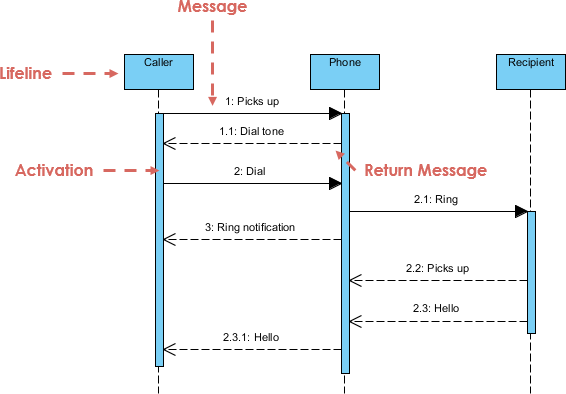 Message
Caller
Phone
Recipient
Lifeline
1: Picks up
1.1: Dial tone
Activation
2: Dial
Return Message
2.1: Ring
3: Ring notification
2.2: Picks up
2.3: Hello
2.3.1: Hello